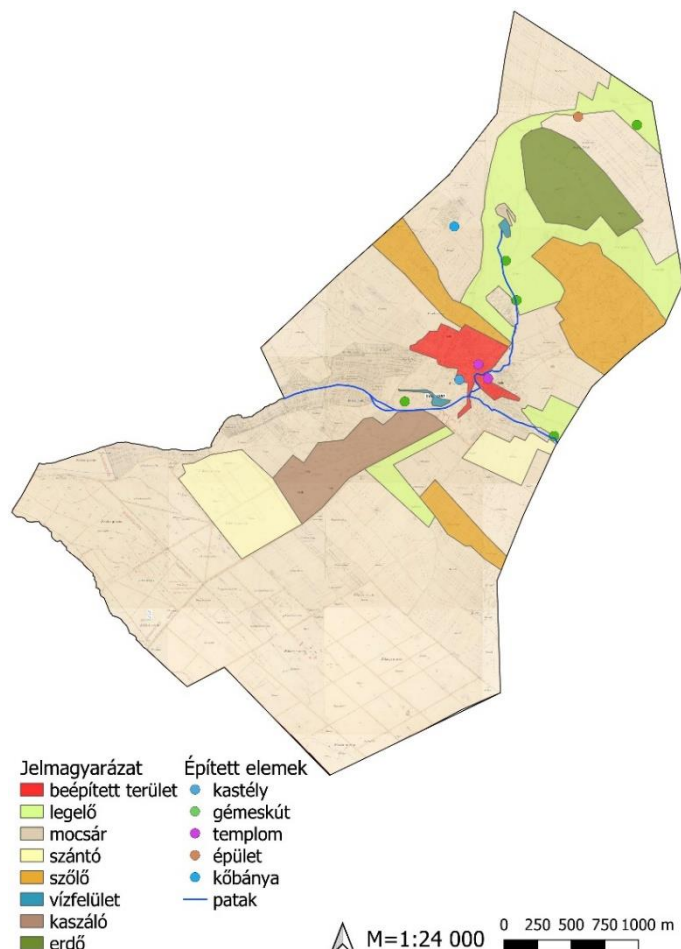 Jelmagyarázat
beépített terület
legelő
mocsár
szántó
szőlő
vízfelület
kaszáló
erdő
Épített elemek
kastély
gémeskút
templom
épület
kőbánya
patak
M=1:24 000
0 250 500 750 1000 m